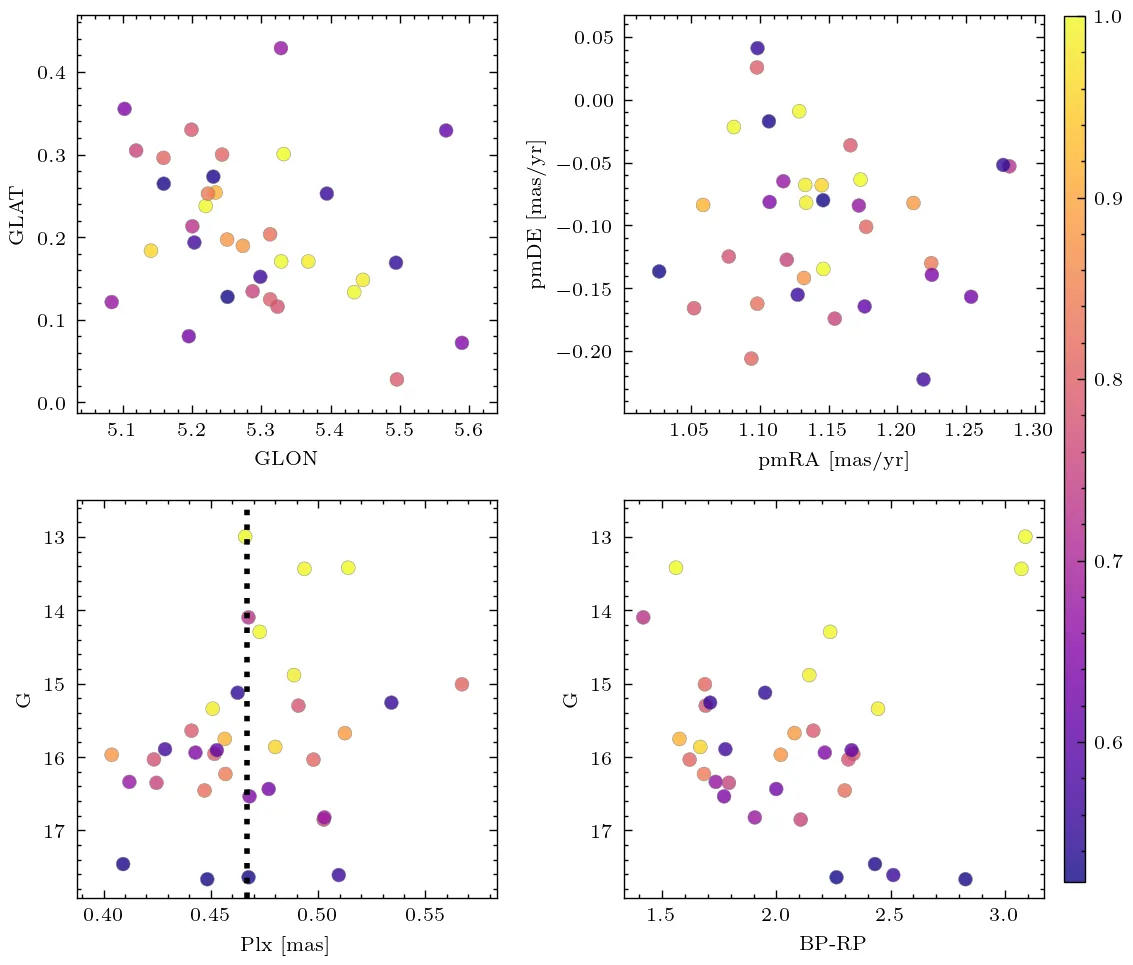 0.4
0.3
0.2
0.1
0.0
GLAT
5.1 5.2 5.3 5.4 5.5 5.6
GLON
0.05
0.00
−0.05
−0.10
−0.15
−0.20
pmDE [mas/yr]
1.05 1.10 1.15 1.20 1.25 1.30
pmRA [mas/yr]
1.0
0.9
0.8
0.7
0.6
13
14
15
16
17
G
0.40 0.45 0.50 0.55
Plx [mas]
13
14
15
16
17
G
1.5 2.0 2.5 3.0
BP-RP